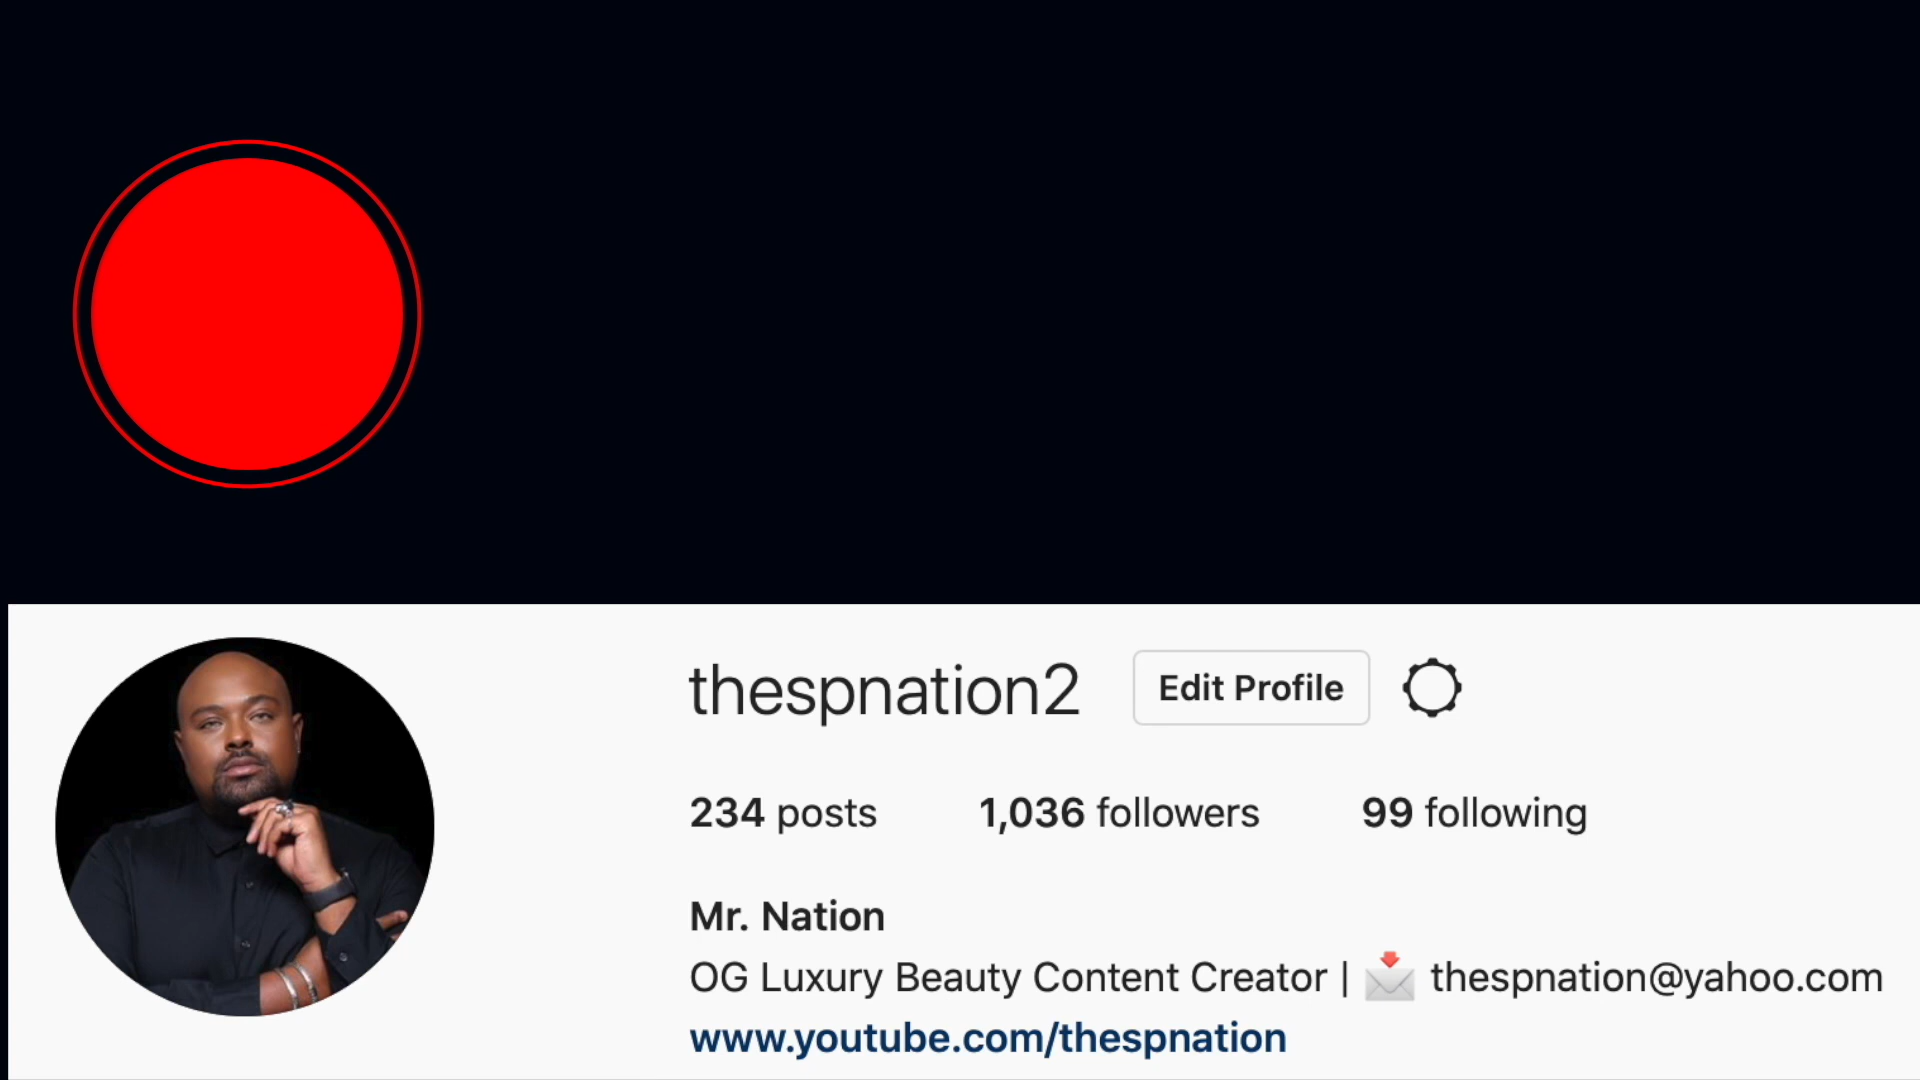 thespnation2 Edit Profile
234 posts 1,036 followers 99 following
Mr. Nation
OG Luxury Beauty Content Creator | 📩 thespnation@yahoo.com
www.youtube.com/thespnation